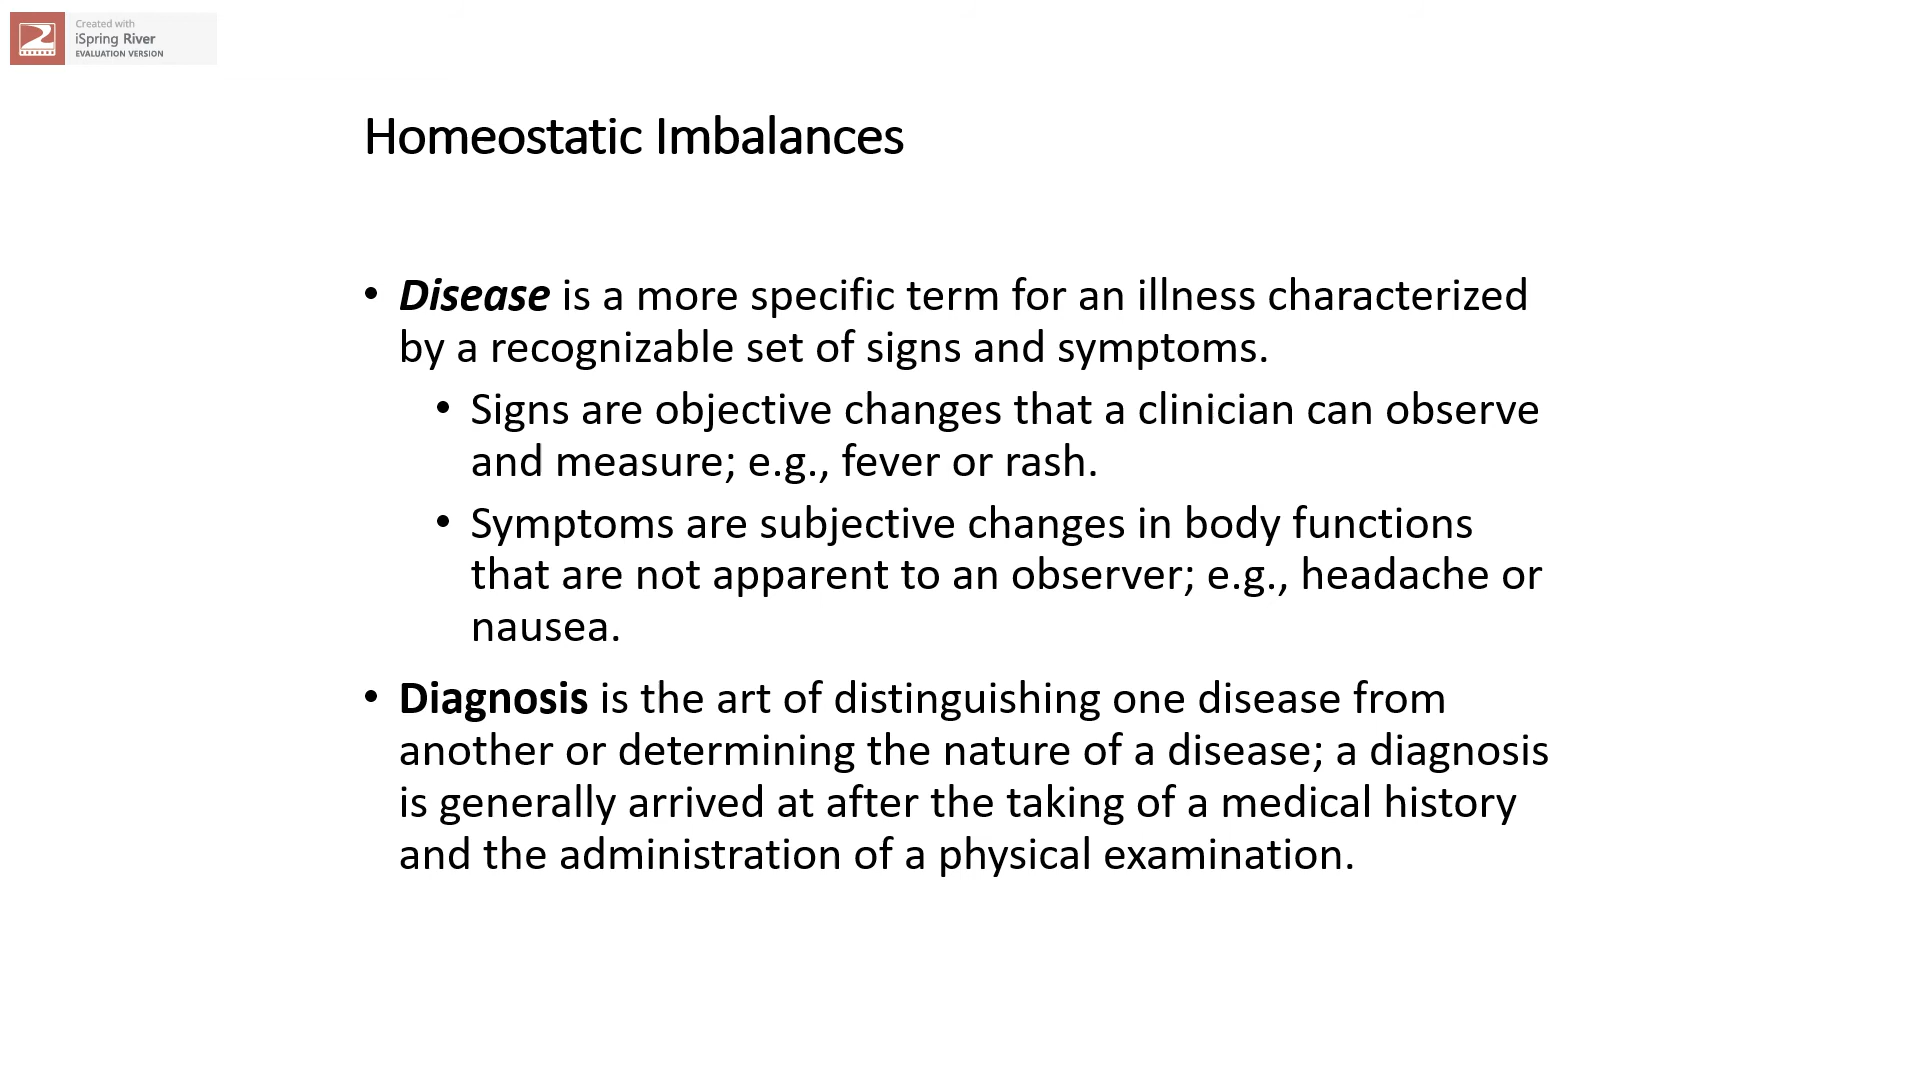 Created with
iSpring River
EVALUATION VERSION
Homeostatic Imbalances
• Disease is a more specific term for an illness characterized
by a recognizable set of signs and symptoms.
• Signs are objective changes that a clinician can observe
and measure; e.g., fever or rash.
• Symptoms are subjective changes in body functions
that are not apparent to an observer; e.g., headache or
nausea.
• Diagnosis is the art of distinguishing one disease from
another or determining the nature of a disease; a diagnosis
is generally arrived at after the taking of a medical history
and the administration of a physical examination.